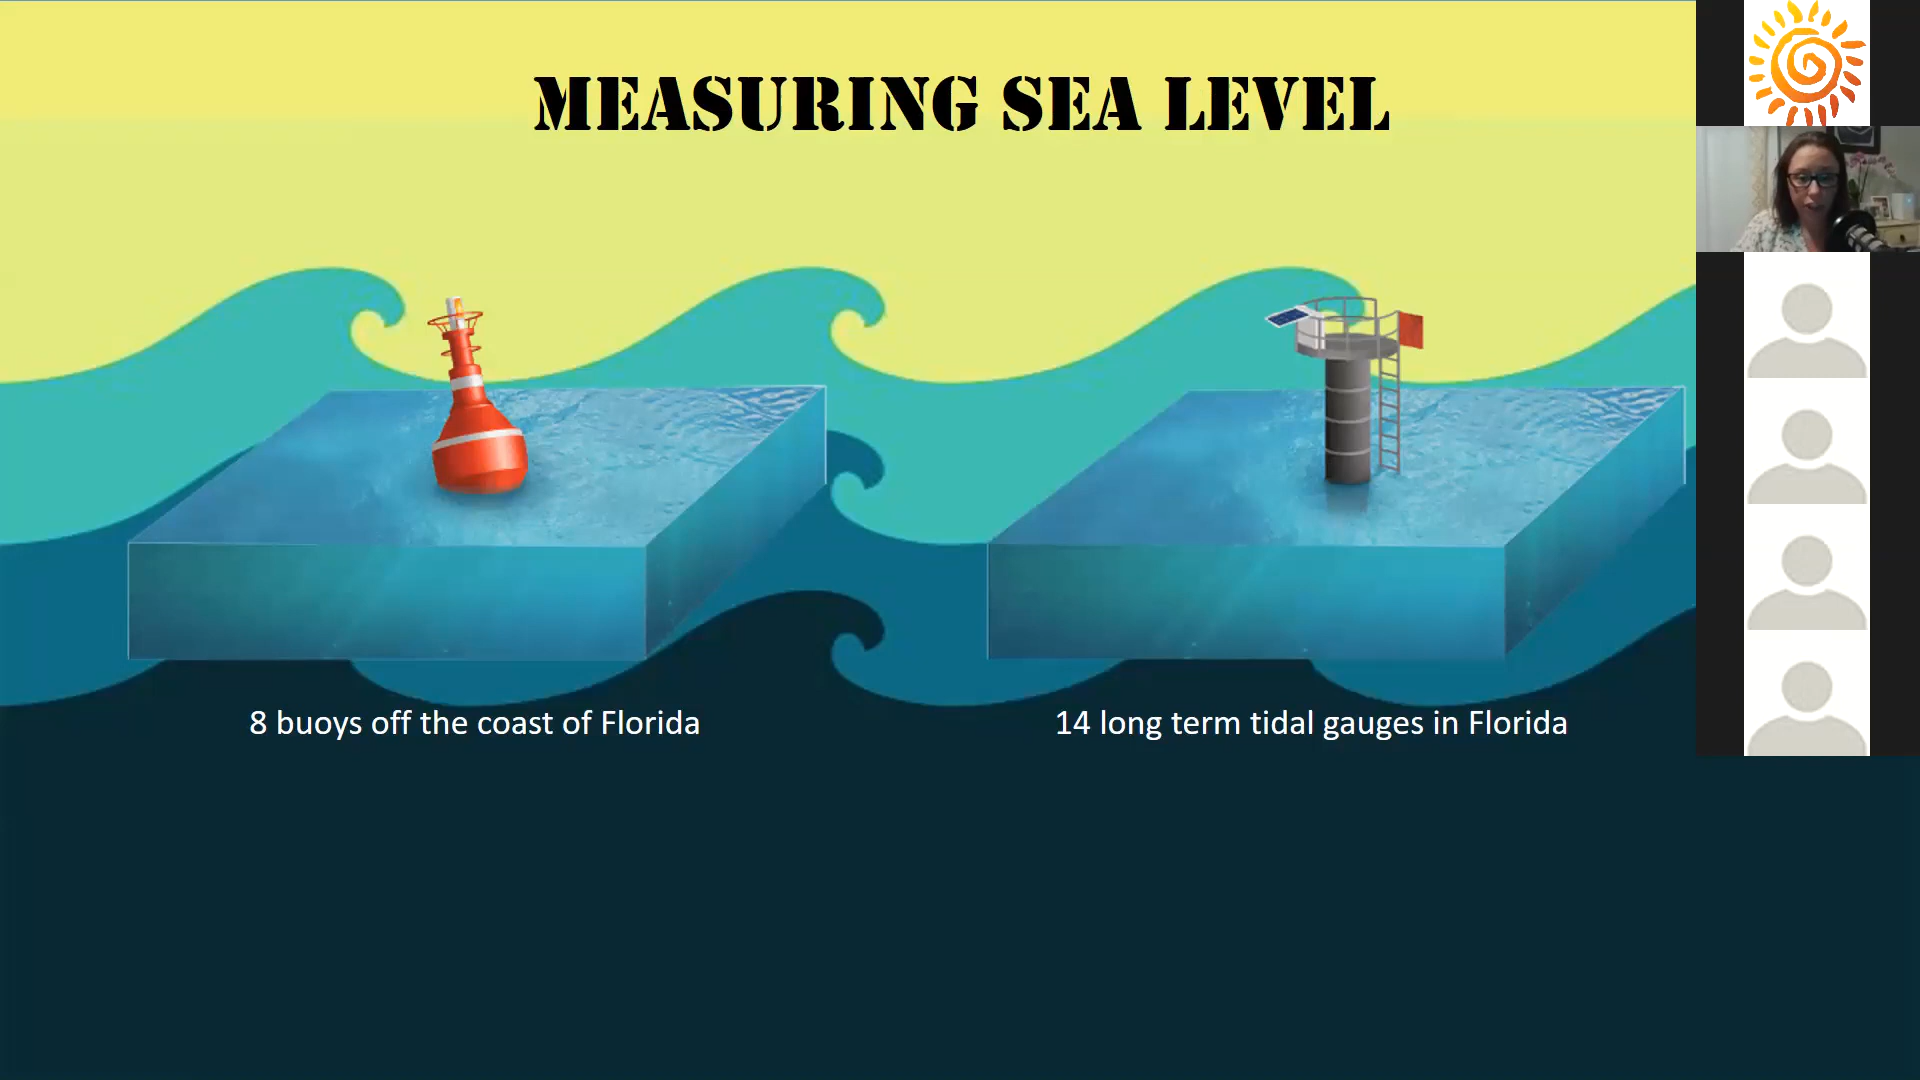 MEASURING SEA LEVEL
8 buoys off the coast of Florida
14 long term tidal gauges in Florida